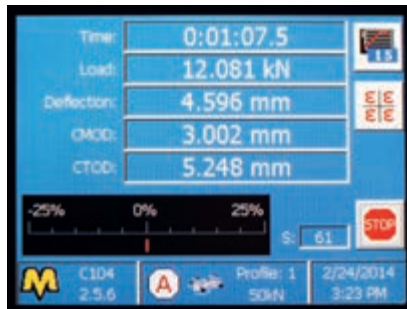 Time: 0:01:07.5
15
Load: 12.081 kN
Deflection: 4.596 mm
ε ε
ε ε
CMOD: 3.002 mm
CTOD: 5.248 mm
-25% 0% 25%
S: 61
STOP
C104
2.5.6
A
Profile: 1
50kN
2/24/2014
3:23 PM